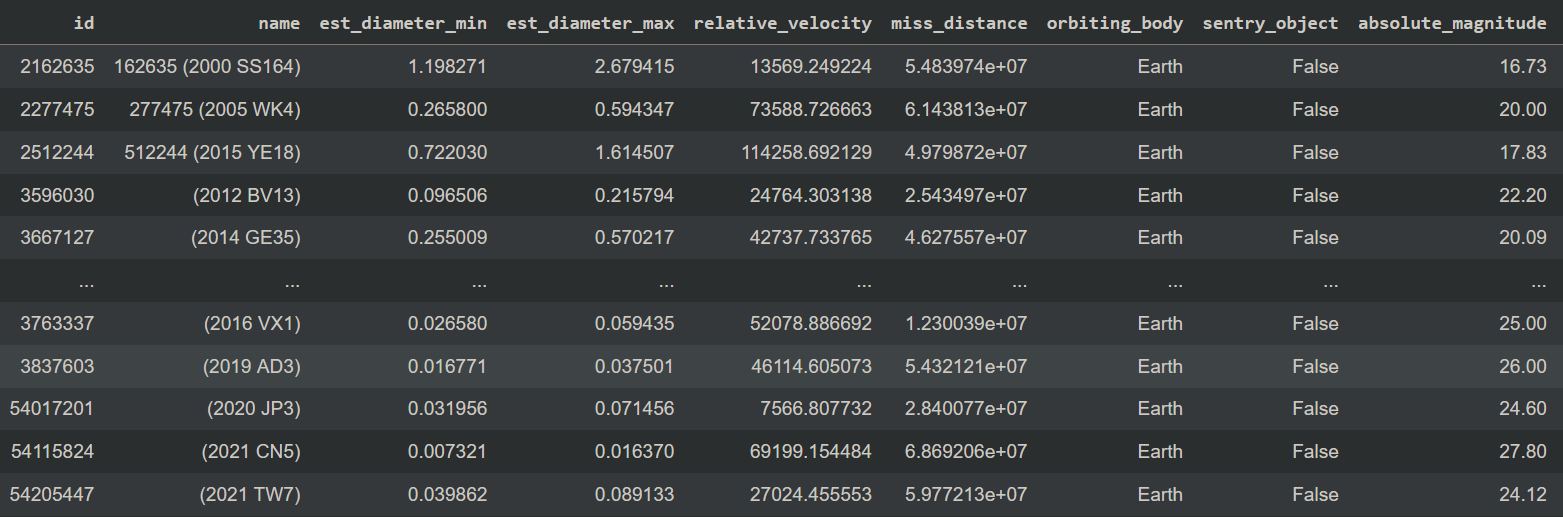 id name est_diameter_min est_diameter_max relative_velocity miss_distance orbiting_body sentry_object absolute_magnitude
2162635 162635 (2000 SS164) 1.198271 2.679415 13569.249224 5.483974e+07 Earth False 16.73
2277475 277475 (2005 WK4) 0.265800 0.594347 73588.726663 6.143813e+07 Earth False 20.00
2512244 512244 (2015 YE18) 0.722030 1.614507 114258.692129 4.979872e+07 Earth False 17.83
3596030 (2012 BV13) 0.096506 0.215794 24764.303138 2.543497e+07 Earth False 22.20
3667127 (2014 GE35) 0.255009 0.570217 42737.733765 4.627557e+07 Earth False 20.09
... ... ... ... ... ... ... ... ...
3763337 (2016 VX1) 0.026580 0.059435 52078.886692 1.230039e+07 Earth False 25.00
3837603 (2019 AD3) 0.016771 0.037501 46114.605073 5.432121e+07 Earth False 26.00
54017201 (2020 JP3) 0.031956 0.071456 7566.807732 2.840077e+07 Earth False 24.60
54115824 (2021 CN5) 0.007321 0.016370 69199.154484 6.869206e+07 Earth False 27.80
54205447 (2021 TW7) 0.039862 0.089133 27024.455553 5.977213e+07 Earth False 24.12